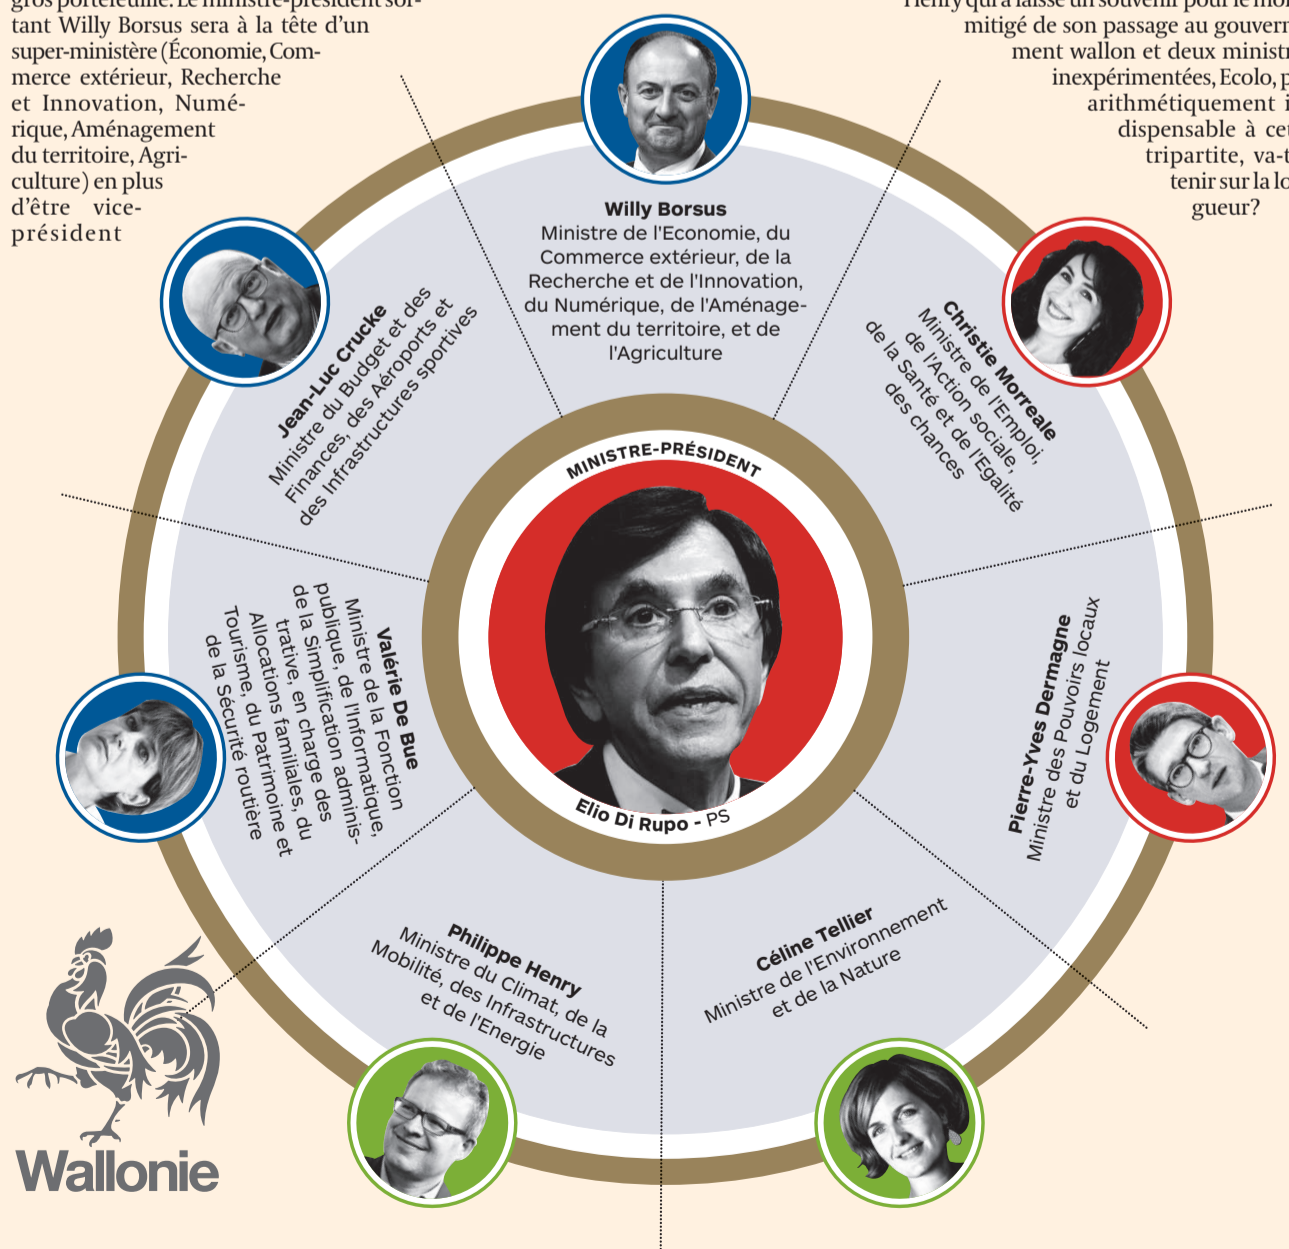 tant Willy Borsus sera à la tête d'un
super-ministère (Économie, Com-
merce extérieur, Recherche
et Innovation, Numé-
rique, Aménagement
du territoire, Agri-
culture) en plus
d'être vice-
président
mitigé de son passage au gouvern
ment wallon et deux ministr
inexpérimentées, Ecolo, p
arithmétiquement i
dispensable à cet
tripartite, va-t
tenir sur la lo
gueur?
Willy Borsus
Ministre de l'Economie, du
Commerce extérieur, de la
Recherche et de l'Innovation,
du Numérique, de l'Aménage-
ment du territoire, et de
l'Agriculture
Christie Morreale
Ministre de l'Emploi,
de l'Action sociale,
de la Santé et de l'Egalité
des chances
Pierre-Yves Dermagne
Ministre des Pouvoirs locaux
et du Logement
Céline Tellier
Ministre de l'Environnement
et de la Nature
Philippe Henry
Ministre du Climat, de la
Mobilité, des Infrastructures
et de l'Energie
Valérie De Bue
Ministre de la Fonction
publique, de l'Informatique,
de la Simplification adminis-
trative, en charge des
Allocations familiales, du
Tourisme, du Patrimoine et
de la Sécurité routière
Jean-Luc Crucke
Ministre du Budget et des
Finances, des Aéroports et
des Infrastructures sportives
MINISTRE-PRÉSIDENT
Elio Di Rupo - PS
Wallonie